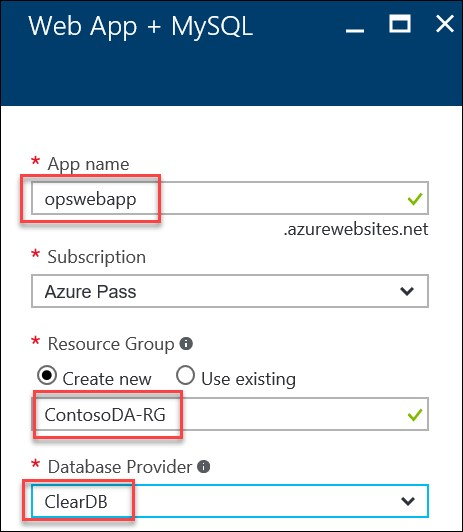 Web App + MySQL
* App name
opswebapp
.azurewebsites.net
* Subscription
Azure Pass
* Resource Group
Create new Use existing
ContosoDA-RG
* Database Provider
ClearDB